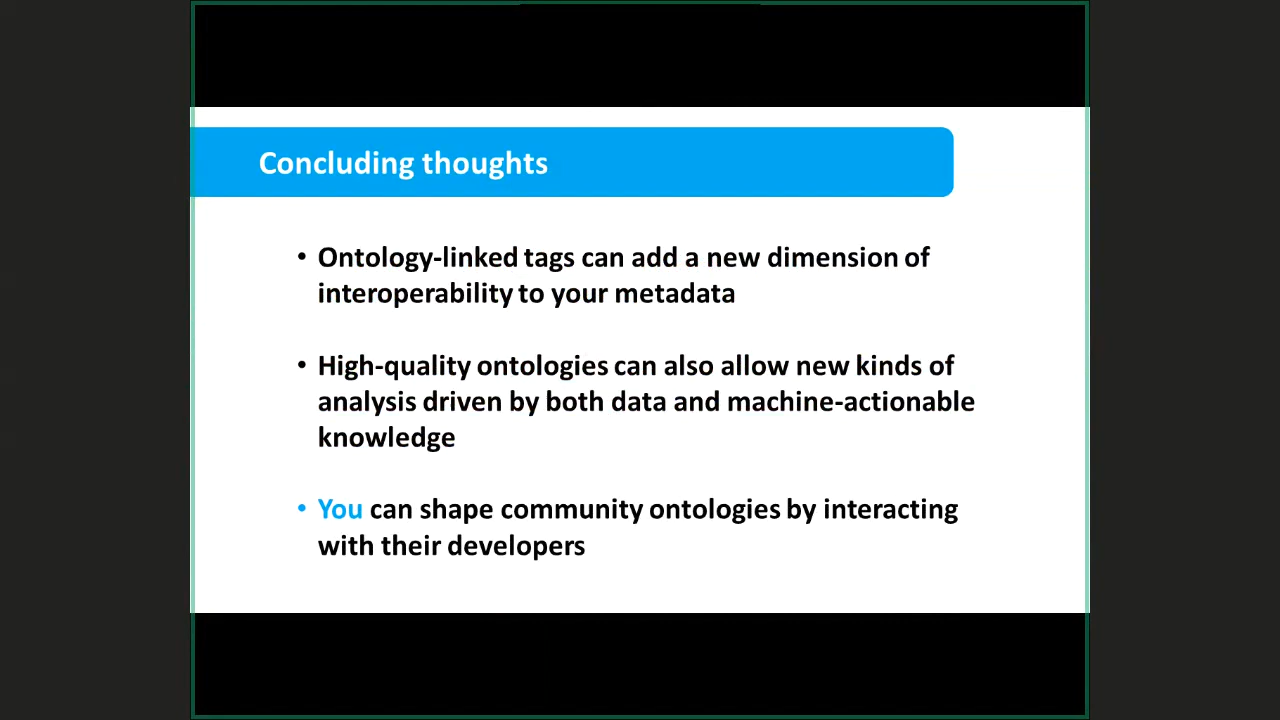 Concluding thoughts
• Ontology-linked tags can add a new dimension of
interoperability to your metadata
• High-quality ontologies can also allow new kinds of
analysis driven by both data and machine-actionable
knowledge
• You can shape community ontologies by interacting
with their developers